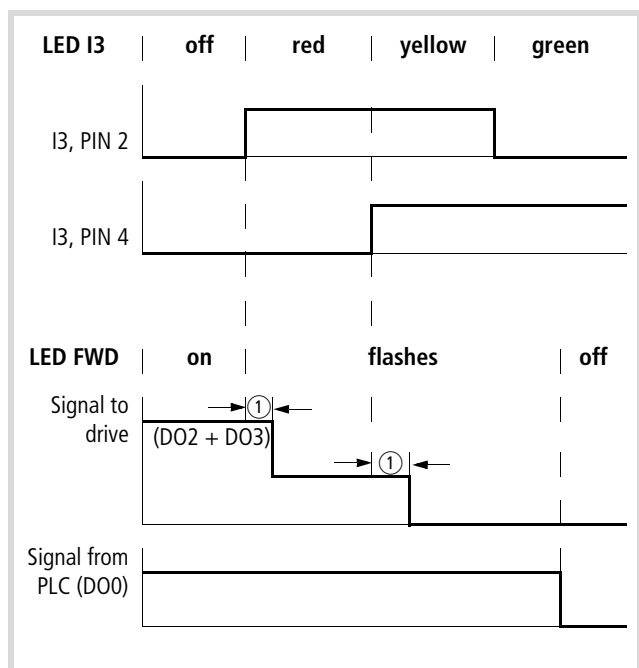 LED I3 off red yellow green
I3, PIN 2
I3, PIN 4
LED FWD on flashes off
Signal to
drive
①
(DO2 + DO3)
①
Signal from
PLC (DO0)